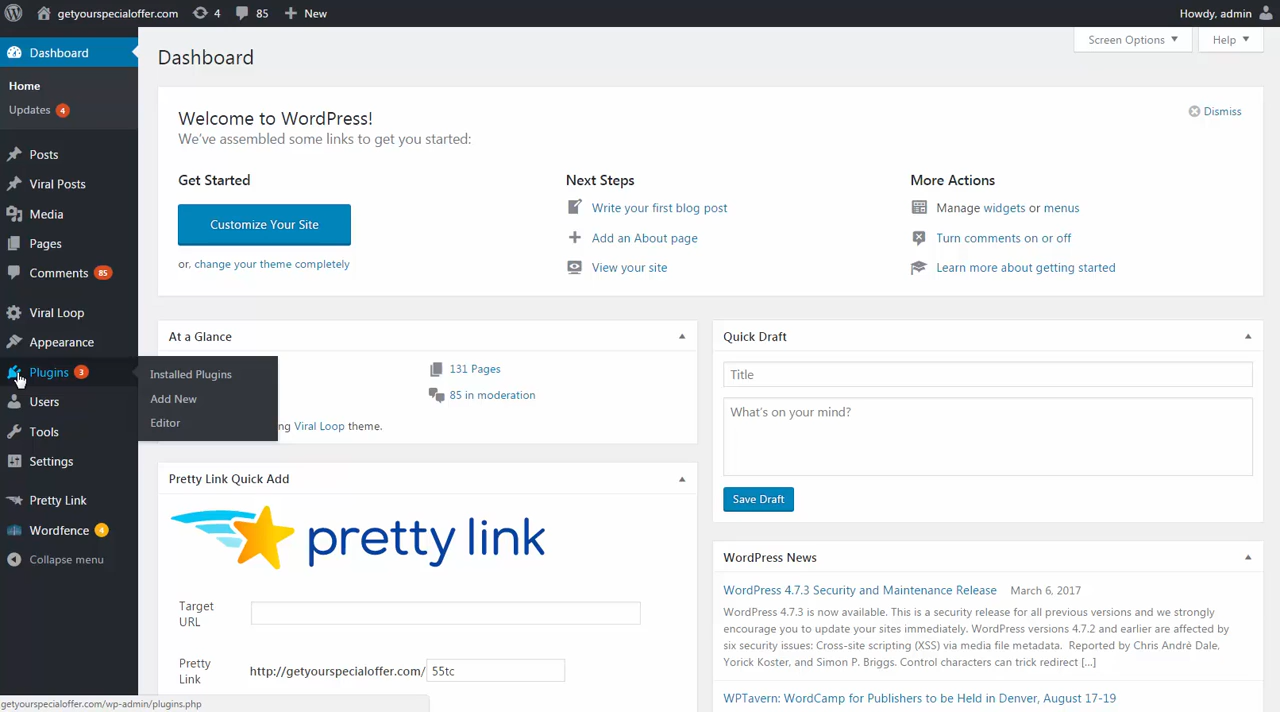 getyourspecialoffer.com 4 85 New Howdy, admin
Dashboard
Home
Updates 4
Posts
Viral Posts
Media
Pages
Comments 85
Viral Loop
Appearance
Plugins 3
Users
Tools
Settings
Pretty Link
Wordfence 4
Collapse menu
Installed Plugins
Add New
Editor
Screen Options Help
Dashboard
Welcome to WordPress!
We've assembled some links to get you started:
Dismiss
Get Started
Customize Your Site
or, change your theme completely
Next Steps
Write your first blog post
Add an About page
View your site
More Actions
Manage widgets or menus
Turn comments on or off
Learn more about getting started
At a Glance
131 Pages
85 in moderation
ng Viral Loop theme.
Pretty Link Quick Add
pretty link
Target
URL
Pretty
Link
http://getyourspecialoffer.com/ 55tc
Quick Draft
Title
What's on your mind?
Save Draft
WordPress News
WordPress 4.7.3 Security and Maintenance Release March 6, 2017
WordPress 4.7.3 is now available. This is a security release for all previous versions and we strongly
encourage you to update your sites immediately. WordPress versions 4.7.2 and earlier are affected by
six security issues: Cross-site scripting (XSS) via media file metadata. Reported by Chris André Dale,
Yorick Koster, and Simon P. Briggs. Control characters can trick redirect [...]
WPTavern: WordCamp for Publishers to be Held in Denver, August 17-19
getyourspecialoffer.com/wp-admin/plugins.php